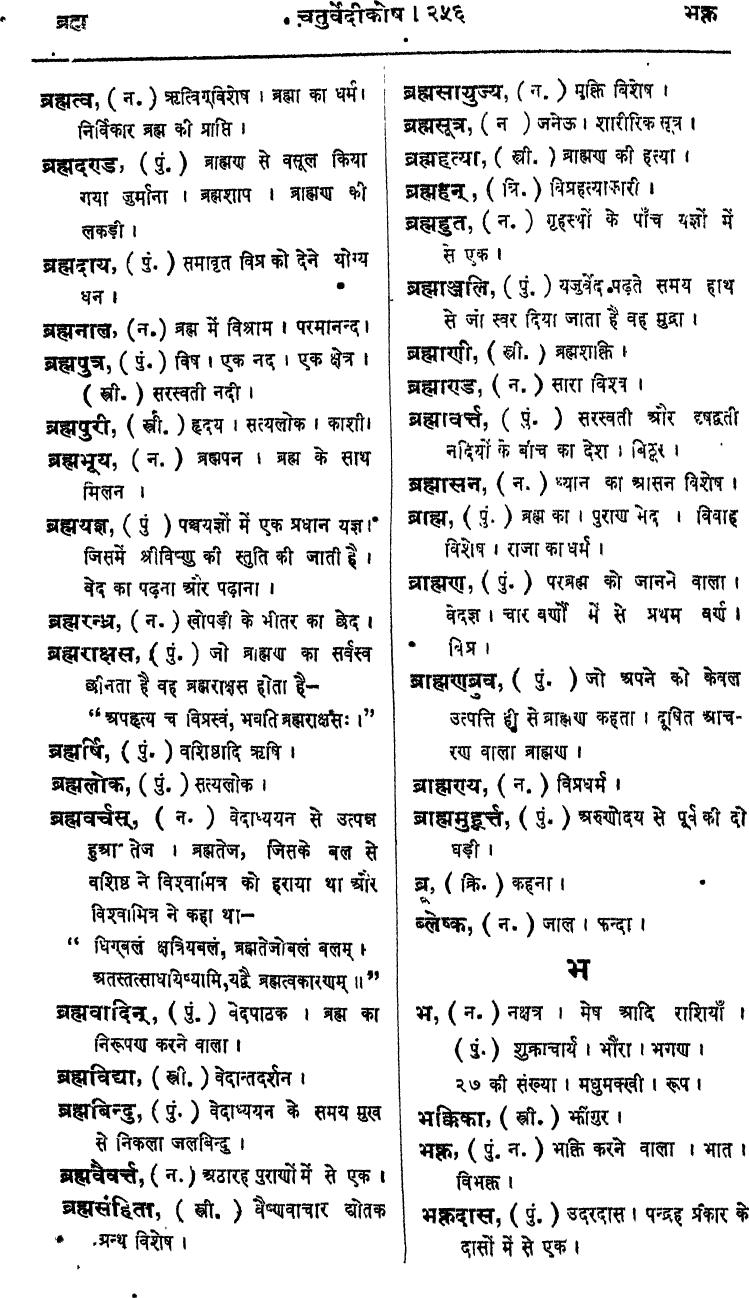 ब्रह्म
चतुर्वेदीकोष । २५६
भक्त
ब्रह्मत्व, ( न. ) ऋत्विग्विशेष । ब्रह्मा का धर्म।
निर्विकार ब्रह्म की प्राप्ति ।
ब्रह्मदण्ड, ( पुं. ) ब्राह्मण से वसूल किया
गया जुर्माना । ब्रह्मशाप । ब्राह्मण की
लकड़ी ।
ब्रह्मदाय, ( पुं. ) समावृत विप्र को देने योग्य
धन ।
ब्रह्मनाल, (न.) ब्रह्म में विश्राम । परमानन्द।
ब्रह्मपुत्र, ( पुं. ) विष । एक नद । एक क्षेत्र ।
( स्त्री. ) सरस्वती नदी ।
ब्रह्मपुरी, ( स्त्री. ) हृदय । सत्यलोक । काशी।
ब्रह्मभूय, ( न. ) ब्रह्मपन । ब्रह्म के साथ
मिलन ।
ब्रह्मयज्ञ, ( पुं ) पञ्चयज्ञों में एक प्रधान यज्ञ।
जिसमें श्रीविष्णु की स्तुति की जाती है ।
वेद का पढ़ना और पढ़ाना ।
ब्रह्मरन्ध्र, ( न. ) खोपड़ी के भीतर का छेद ।
ब्रह्मराक्षस, ( पुं. ) जो ब्राह्मण का सर्वस्व
छीनता है वह ब्रह्मराक्षस होता है—
“ अपहृत्य च विप्रस्वं, भवति ब्रह्मराक्षसः ।”
ब्रह्मर्षि, ( पुं. ) वशिष्ठादि ऋषि ।
ब्रह्मलोक, ( पुं. ) सत्यलोक ।
ब्रह्मवर्चस्, ( न. ) वेदाध्ययन से उत्पन्न
हुआ तेज । ब्रह्मतेज, जिसके बल से
वशिष्ठ ने विश्वामित्र को हराया था और
विश्वामित्र ने कहा था—
“ धिग्बलं क्षत्रियबलं, ब्रह्मतेजोबलं बलम् ।
अतस्तत्साधयिष्यामि,यद्वै ब्रह्मत्वकारणम् ॥”
ब्रह्मवादिन्, ( पुं. ) वेदपाठक । ब्रह्म का
निरूपण करने वाला ।
ब्रह्मविद्या, ( स्त्री. ) वेदान्तदर्शन ।
ब्रह्मबिन्दु, ( पुं. ) वेदाध्ययन के समय मुख
से निकला जलबिन्दु ।
ब्रह्मवैवर्त्त, ( न. ) अठारह पुराणों में से एक ।
ब्रह्मसंहिता, ( स्त्री. ) वैष्णवाचार द्योतक
ग्रन्थ विशेष ।
ब्रह्मसायुज्य, ( न. ) मुक्ति विशेष ।
ब्रह्मसूत्र, ( न ) जनेऊ । शारीरिक सूत्र ।
ब्रह्महत्या, ( स्त्री. ) ब्राह्मण की हत्या ।
ब्रह्महन्, ( त्रि. ) विप्रहत्याकारी ।
ब्रह्महुत, ( न. ) गृहस्थों के पाँच यज्ञों में
से एक ।
ब्रह्माञ्जलि, ( पुं. ) यजुर्वेद पढ़ते समय हाथ
से जो स्वर दिया जाता है वह मुद्रा ।
ब्रह्माणी, ( स्त्री. ) ब्रह्मशक्ति ।
ब्रह्माण्ड, ( न. ) सारा विश्व ।
ब्रह्मावर्त्त, ( पुं. ) सरस्वती और दृषद्वती
नदियों के बीच का देश । बिठूर ।
ब्रह्मासन, ( न. ) ध्यान का आसन विशेष ।
ब्राह्म, ( पुं. ) ब्रह्म का । पुराण भेद । विवाह
विशेष । राजा का धर्म ।
ब्राह्मण, ( पुं. ) परब्रह्म को जानने वाला ।
वेदज्ञ । चार वर्णों में से प्रथम वर्ण ।
विप्र ।
ब्राह्मणब्रुव, ( पुं. ) जो अपने को केवल
उत्पत्ति ही से ब्राह्मण कहता । दूषित आच-
रण वाला ब्राह्मण ।
ब्राह्मण्य, ( न. ) विप्रधर्म ।
ब्राह्ममुहूर्त्त, ( पुं. ) अरुणोदय से पूर्व की दो
घड़ी ।
ब्रू, ( क्रि. ) कहना ।
ब्लेष्क, ( न. ) जाल । फन्दा ।
भ
भ, ( न. ) नक्षत्र । मेष आदि राशियाँ ।
( पुं. ) शुक्राचार्य । भौंरा । भगण ।
२७ की संख्या । मधुमक्खी । रूप ।
भक्किका, ( स्त्री. ) झींगुर ।
भक्त, ( पुं. न. ) भक्ति करने वाला । भात ।
विभक्त ।
भक्तदास, ( पुं. ) उदरदास । पन्द्रह प्रकार के
दासों में से एक ।